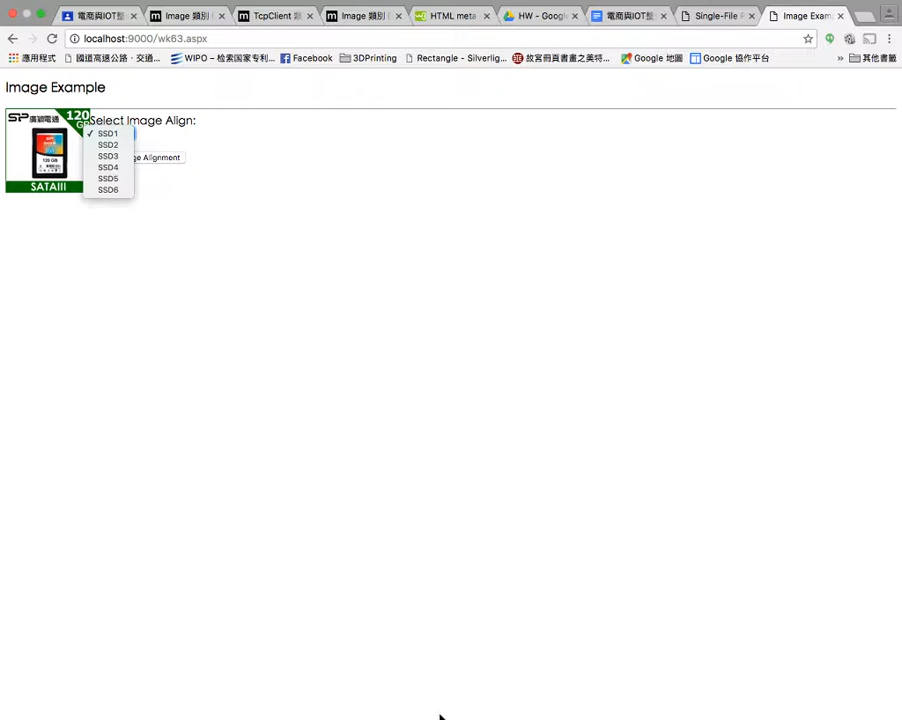 電商與IOT整
Image 類別 (
TcpClient 類
Image 類別 (
HTML meta
HW - Google
電商與IOT整
Single-File P
Image Exam
localhost:9000/wk63.aspx
應用程式
國道高速公路 · 交通...
WIPO – 检索国家专利...
Facebook
3DPrinting
Rectangle - Silverlig...
故宮冊頁書畫之美特...
Google 地圖
Google 協作平台
»
其他書籤
Image Example
SP 廣穎電通
120
SATAIII
Select Image Align:
✓ SSD1
SSD2
SSD3
SSD4
SSD5
SSD6
ge Alignment